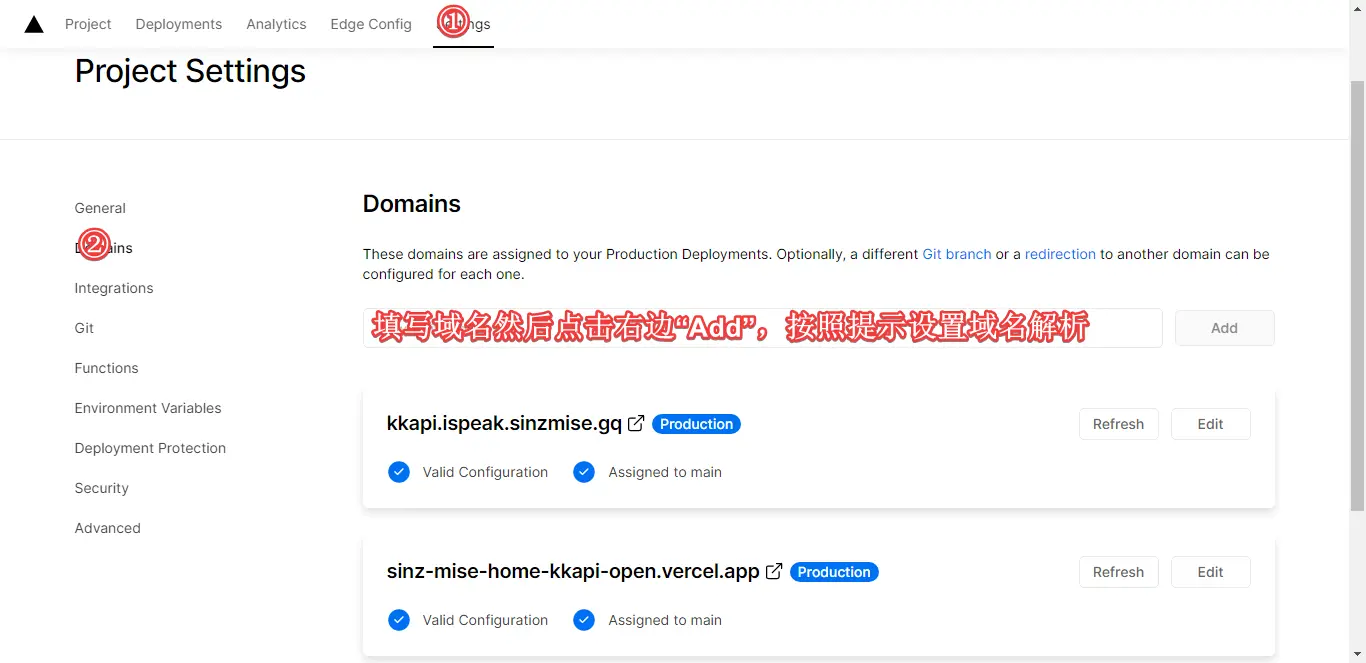 Project Deployments Analytics Edge Config ①
Project Settings
General
②
Integrations
Git
Functions
Environment Variables
Deployment Protection
Security
Advanced
Domains
These domains are assigned to your Production Deployments. Optionally, a different Git branch or a redirection to another domain can be
configured for each one.
填写域名然后点击右边“Add”，按照提示设置域名解析
Add
kkapi.ispeak.sinzmise.gq Production Refresh Edit
Valid Configuration Assigned to main
sinz-mise-home-kkapi-open.vercel.app Production Refresh Edit
Valid Configuration Assigned to main